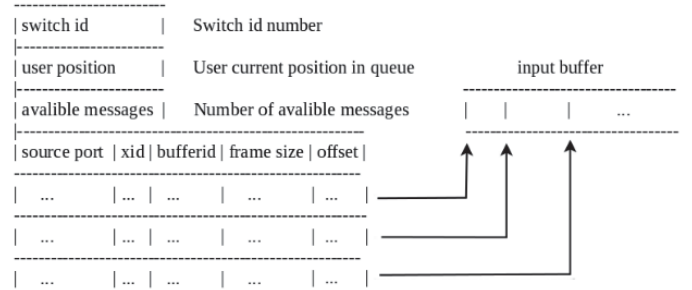 switch id | Switch id number
user position | User current position in queue input buffer
avalible messages | Number of avalible messages | | | ...
| source port | xid | bufferid | frame size | offset |
| ... | ... | ... | ... | ... |
| ... | ... | ... | ... | ... |
| ... | ... | ... | ... | ... |